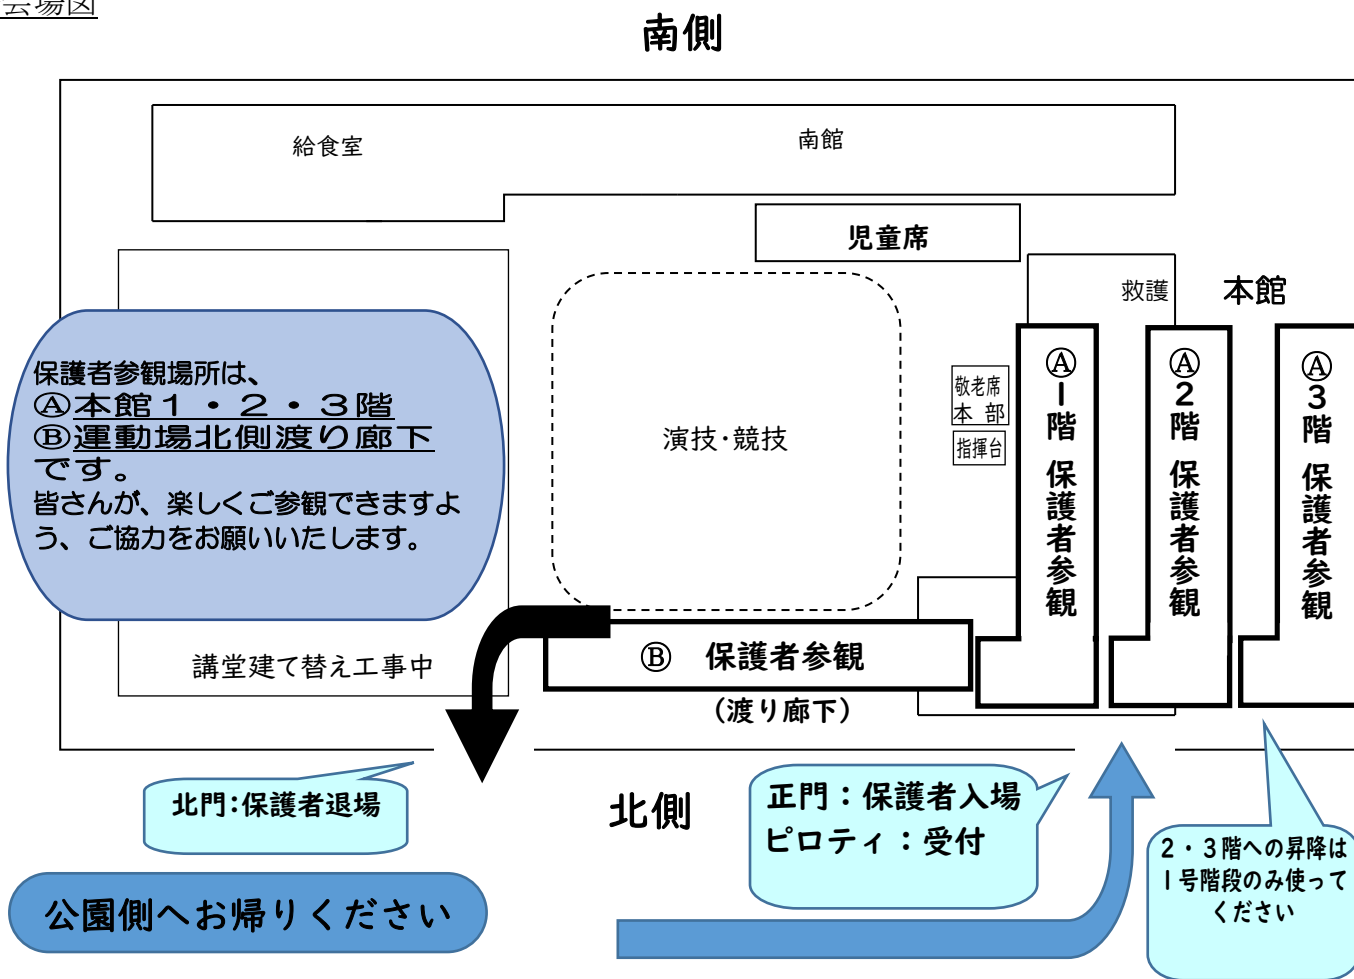 会場図
南側
給食室
南館
児童席
救護
本館
保護者参観場所は、
Ⓐ本館１・２・３階
Ⓑ運動場北側渡り廊下
です。
皆さんが、楽しくご参観できますよ
う、ご協力をお願いいたします。
演技・競技
敬老席
本 部
指揮台
Ⓐ1階 保護者参観
Ⓐ2階 保護者参観
Ⓐ3階 保護者参観
講堂建て替え工事中
Ⓑ 保護者参観
（渡り廊下）
北門：保護者退場
北側
正門：保護者入場
ピロティ：受付
２・３階への昇降は
１号階段のみ使って
ください
公園側へお帰りください